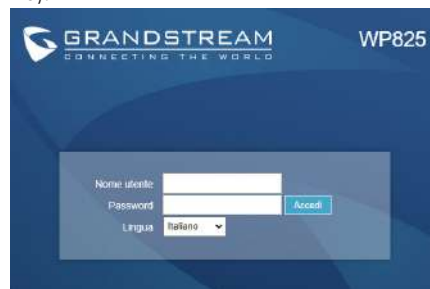 GRANDSTREAM
CONNECTING THE WORLD
WP825
Nome utente
Password
Accedi
Lingua
Italiano